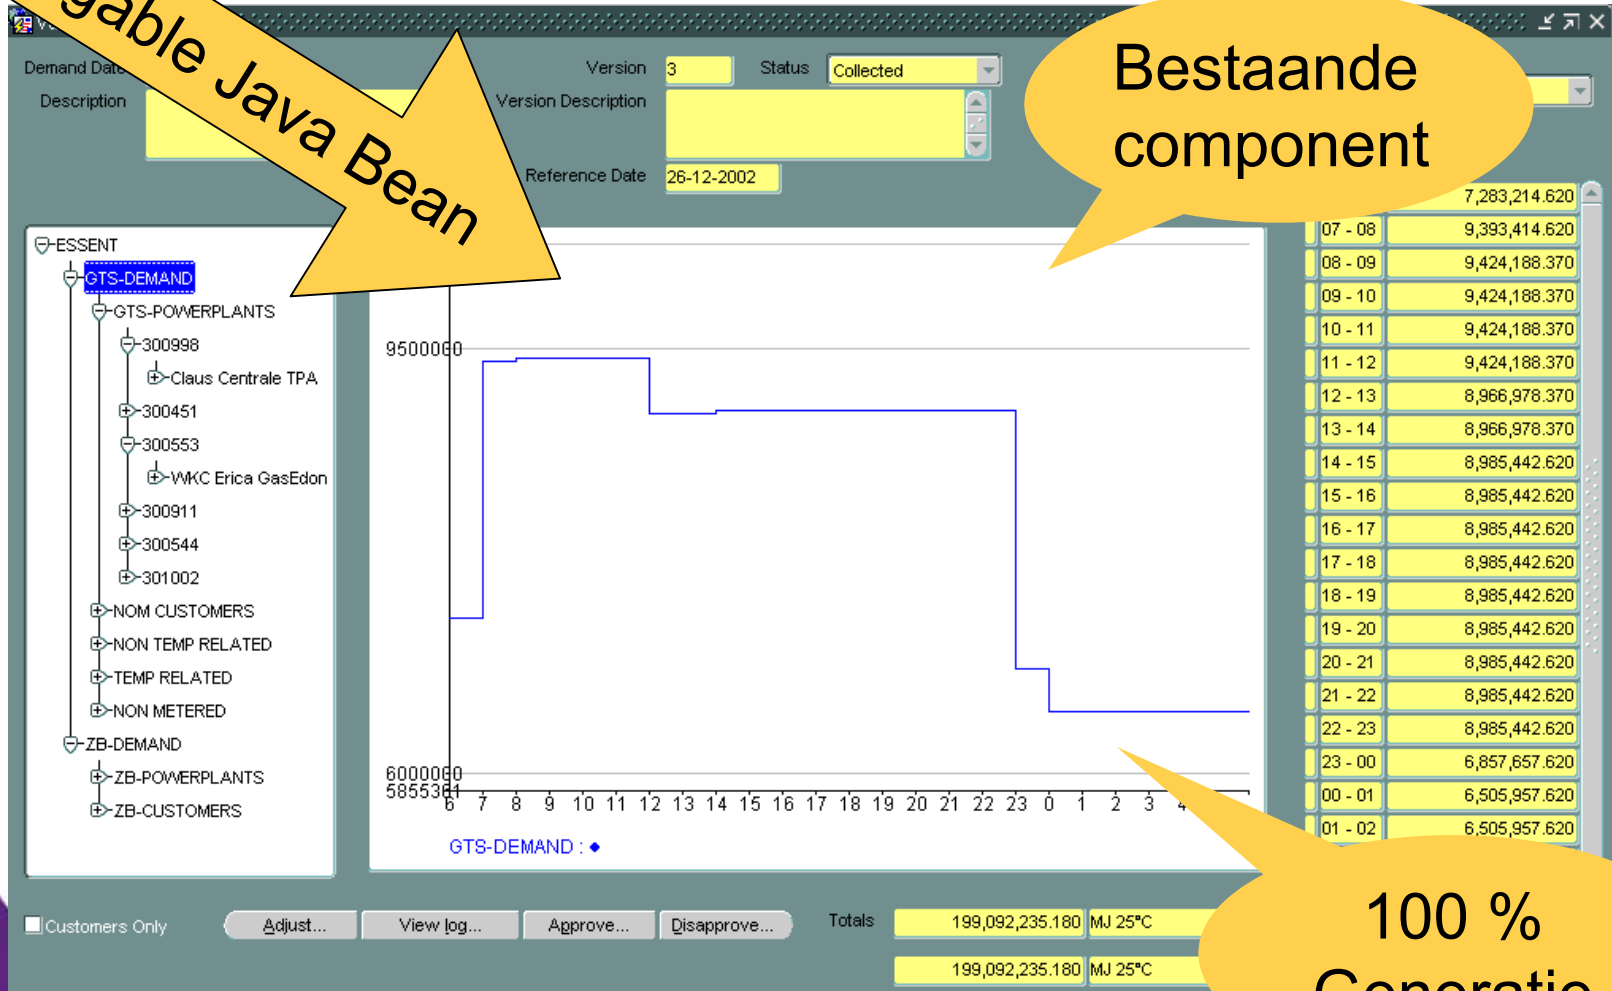 Java Bean
Bestaande
component
Demand Date
Version
3
Status
Collected
Description
Version Description
Reference Date
26-12-2002
ESSENT
GTS-DEMAND
GTS-POWERPLANTS
300998
Claus Centrale TPA
300451
300553
WKC Erica GasEdon
300911
300544
301002
NOM CUSTOMERS
NON TEMP RELATED
TEMP RELATED
NON METERED
ZB-DEMAND
ZB-POWERPLANTS
ZB-CUSTOMERS
9500000
6000000
6 7 8 9 10 11 12 13 14 15 16 17 18 19 20 21 22 23 0 1 2 3
GTS-DEMAND :
7,283,214.620
07 - 08 9,393,414.620
08 - 09 9,424,188.370
09 - 10 9,424,188.370
10 - 11 9,424,188.370
11 - 12 9,424,188.370
12 - 13 8,966,978.370
13 - 14 8,966,978.370
14 - 15 8,985,442.620
15 - 16 8,985,442.620
16 - 17 8,985,442.620
17 - 18 8,985,442.620
18 - 19 8,985,442.620
19 - 20 8,985,442.620
20 - 21 8,985,442.620
21 - 22 8,985,442.620
22 - 23 8,985,442.620
23 - 00 6,857,657.620
00 - 01 6,505,957.620
01 - 02 6,505,957.620
Customers Only
Adjust...
View log...
Approve...
Disapprove...
Totals
199,092,235.180 MJ 25°C
199,092,235.180 MJ 25°C
100 %
Generatie